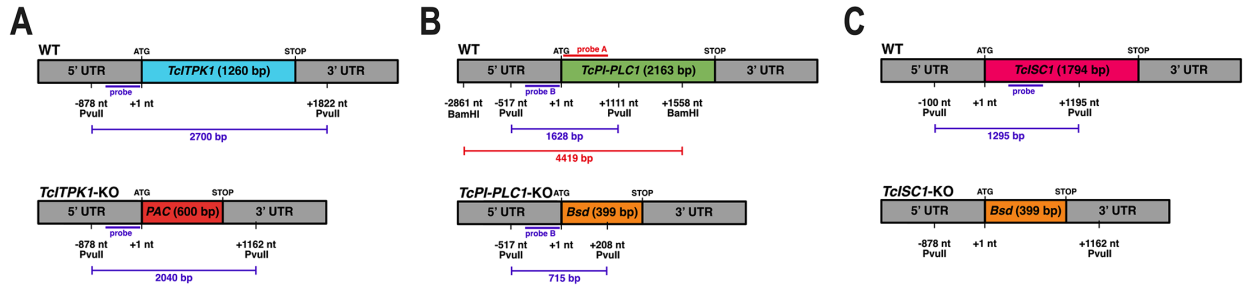 A
WT
ATG
STOP
5' UTR
TcITPK1 (1260 bp)
3' UTR
probe
-878 nt
PvuII
+1 nt
+1822 nt
PvuII
2700 bp
TcITPK1-KO
ATG
STOP
5' UTR
PAC (600 bp)
3' UTR
probe
-878 nt
PvuII
+1 nt
+1162 nt
PvuII
2040 bp
B
WT
ATG
probe A
STOP
5' UTR
TcPI-PLC1 (2163 bp)
3' UTR
probe B
-2861 nt
BamHI
-517 nt
PvuII
+1 nt
+1111 nt
PvuII
+1558 nt
BamHI
1628 bp
4419 bp
TcPI-PLC1-KO
ATG
STOP
5' UTR
Bsd (399 bp)
3' UTR
probe B
-517 nt
PvuII
+1 nt
+208 nt
PvuII
715 bp
C
WT
ATG
STOP
5' UTR
TcISC1 (1794 bp)
3' UTR
probe
-100 nt
PvuII
+1 nt
+1195 nt
PvuII
1295 bp
TcISC1-KO
ATG
STOP
5' UTR
Bsd (399 bp)
3' UTR
-878 nt
PvuII
+1 nt
+1162 nt
PvuII